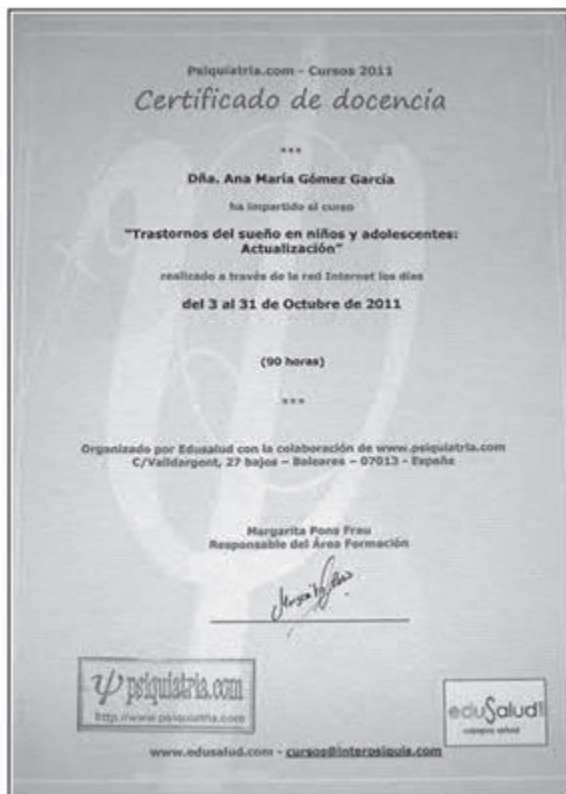 Psiquiatria.com - Cursos 2011
Certificado de docencia
***
Dña. Ana María Gómez García
ha impartido el curso
"Trastornos del sueño en niños y adolescentes:
Actualización"
realizado a través de la red Internet los días
del 3 al 31 de Octubre de 2011
(90 horas)
***
Organizado por Edusalud con la colaboración de www.psiquiatria.com
C/Valldargent, 27 bajos – Baleares – 07013 - España
Margarita Pons Frau
Responsable del Área Formación
ψ psiquiatria.com
http://www.psiquiatria.com
eduSalud
campus virtual
www.edusalud.com - cursos@interpsiquis.com